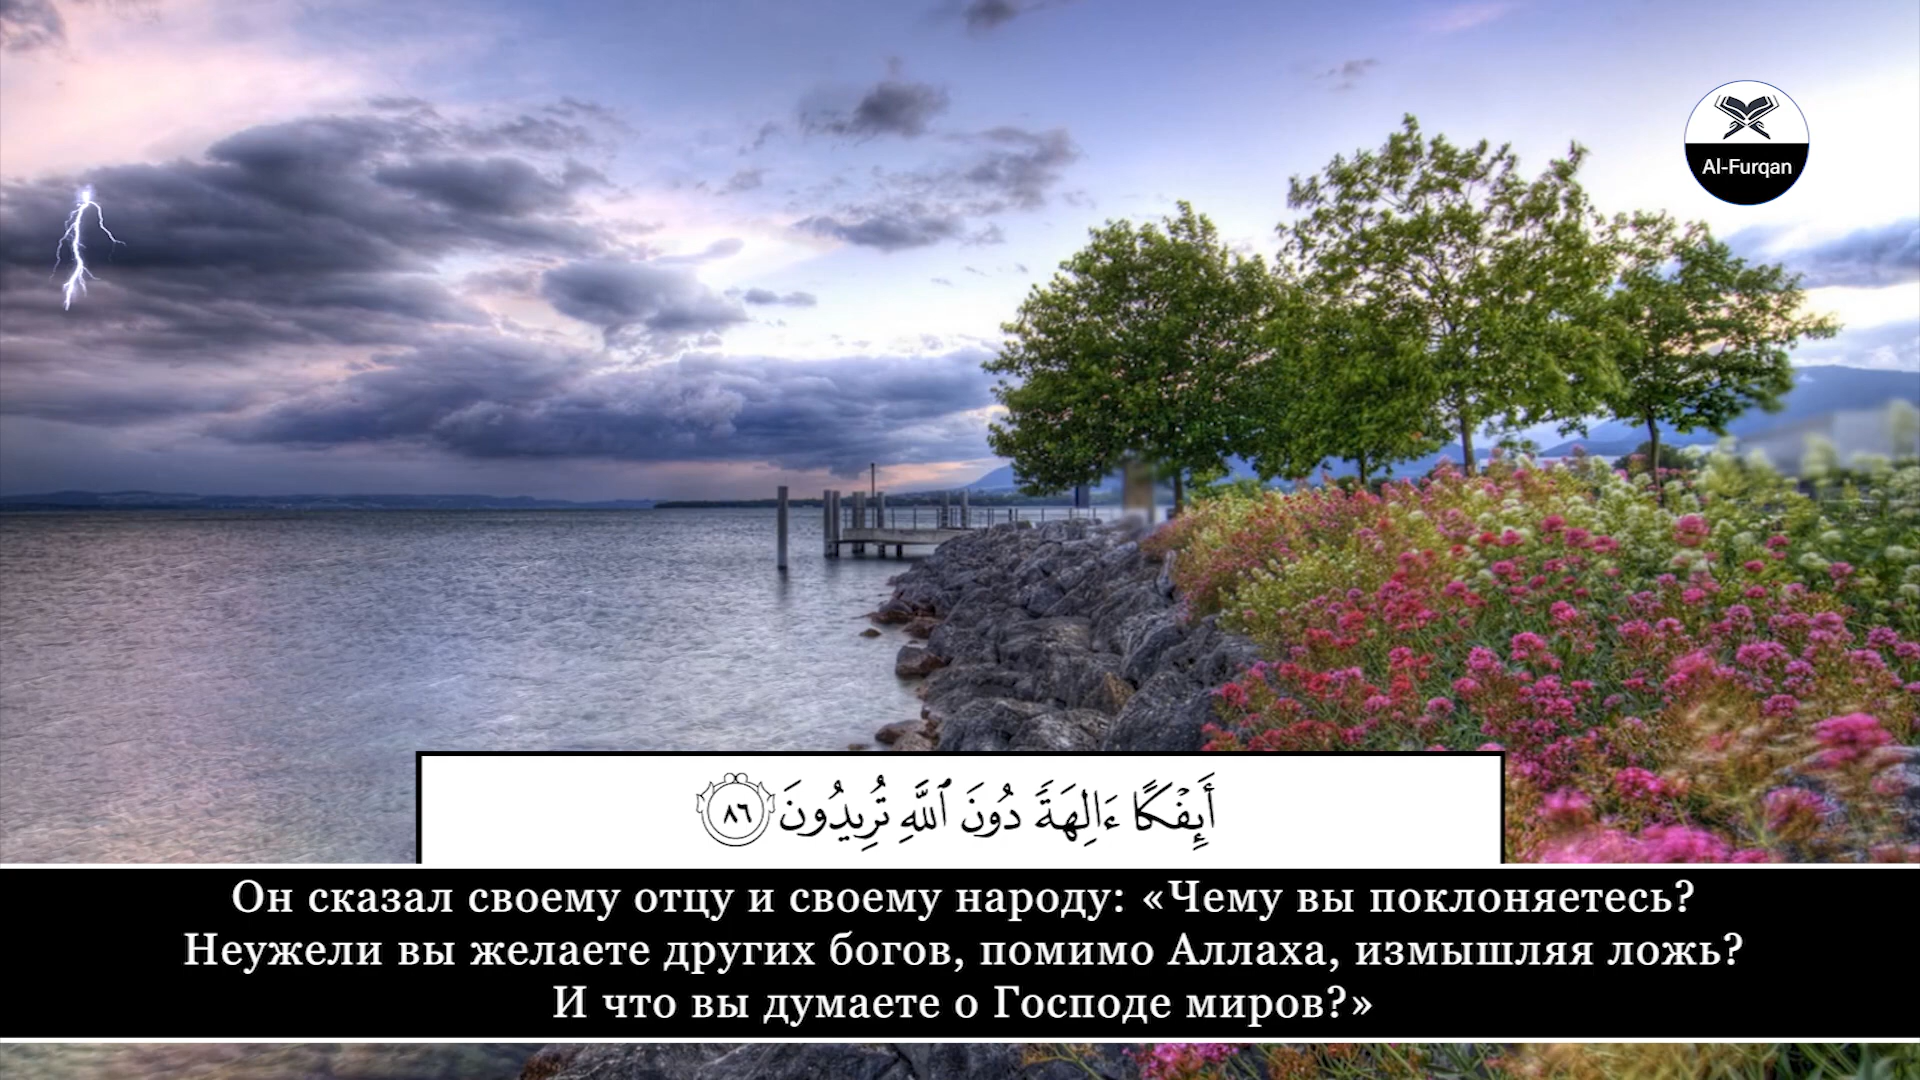 Al-Furqan
أَئِفْكًا ءَالِهَةً دُونَ ٱللَّهِ تُرِيدُونَ ٨٦
Он сказал своему отцу и своему народу: «Чему вы поклоняетесь?
Неужели вы желаете других богов, помимо Аллаха, измышляя ложь?
И что вы думаете о Господе миров?»